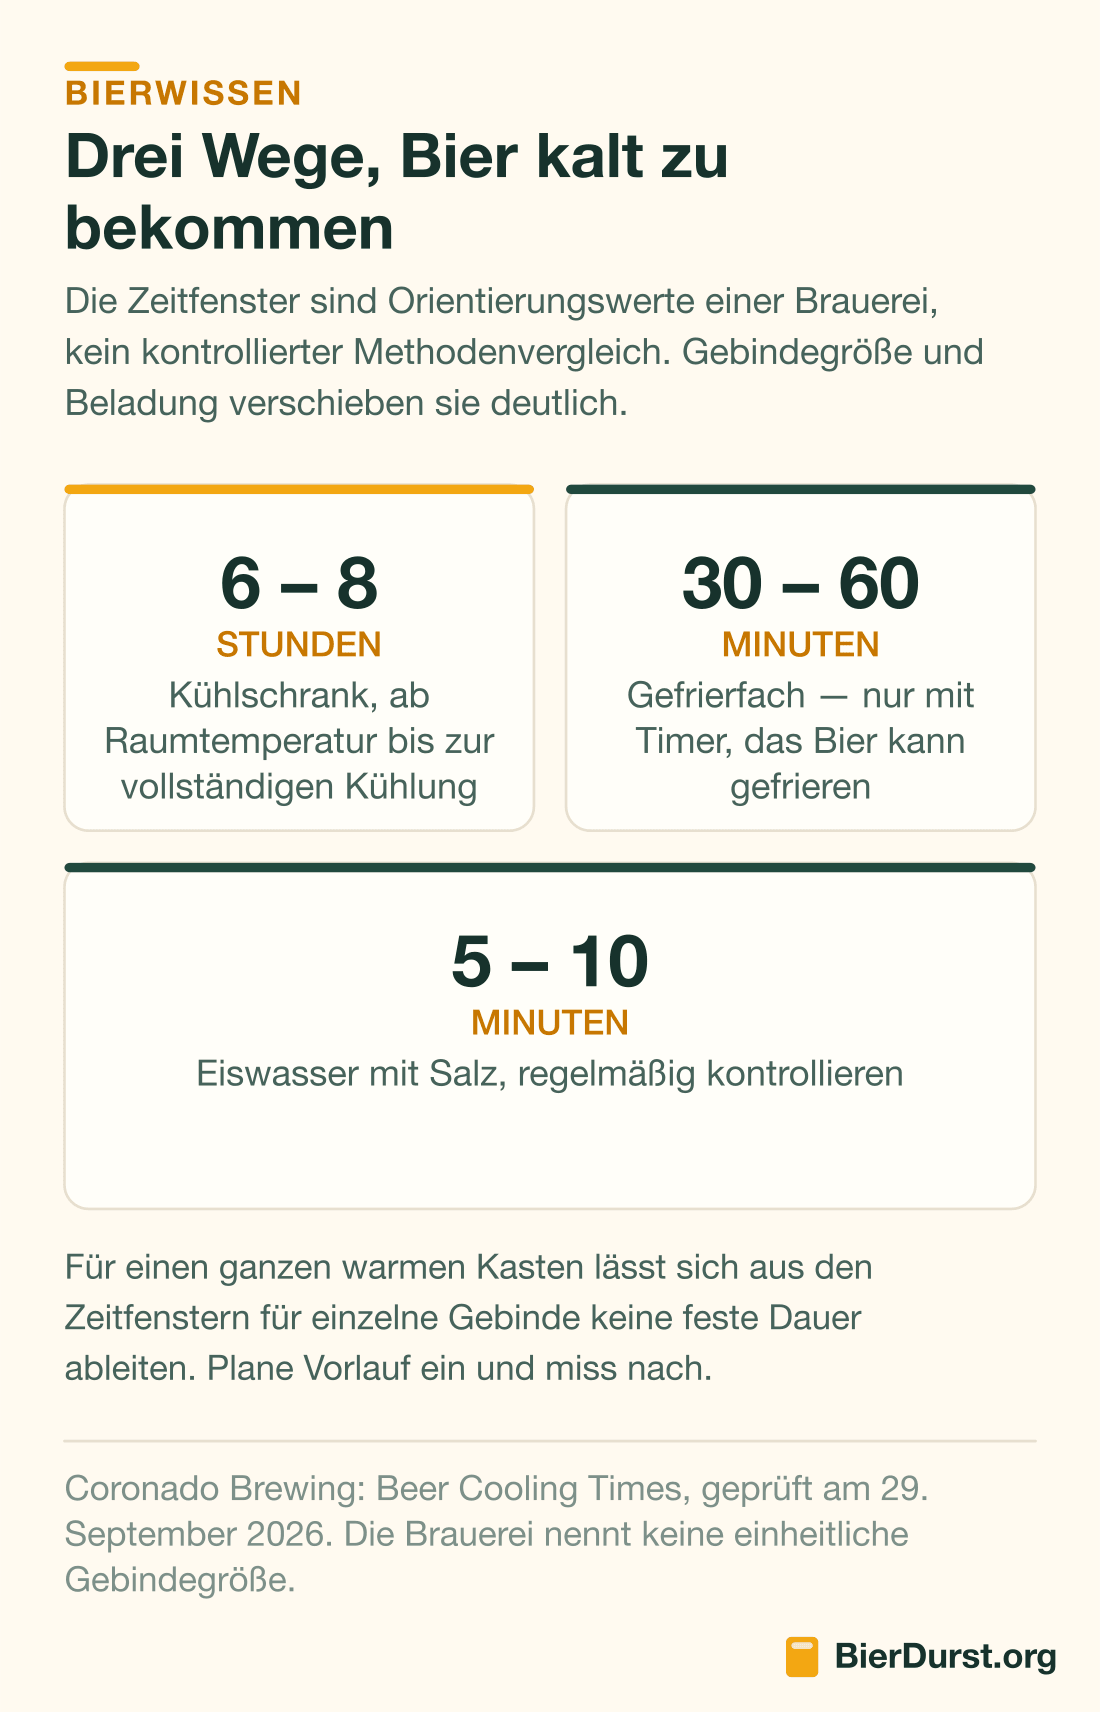 BIERWISSEN
Drei Wege, Bier kalt zu
bekommen
Die Zeitfenster sind Orientierungswerte einer Brauerei,
kein kontrollierter Methodenvergleich. Gebindegröße und
Beladung verschieben sie deutlich.
6 – 8
STUNDEN
Kühlschrank, ab
Raumtemperatur bis zur
vollständigen Kühlung
30 – 60
MINUTEN
Gefrierfach — nur mit
Timer, das Bier kann
gefrieren
5 – 10
MINUTEN
Eiswasser mit Salz, regelmäßig kontrollieren
Für einen ganzen warmen Kasten lässt sich aus den
Zeitfenstern für einzelne Gebinde keine feste Dauer
ableiten. Plane Vorlauf ein und miss nach.
Coronado Brewing: Beer Cooling Times, geprüft am 29.
September 2026. Die Brauerei nennt keine einheitliche
Gebindegröße.
BierDurst.org